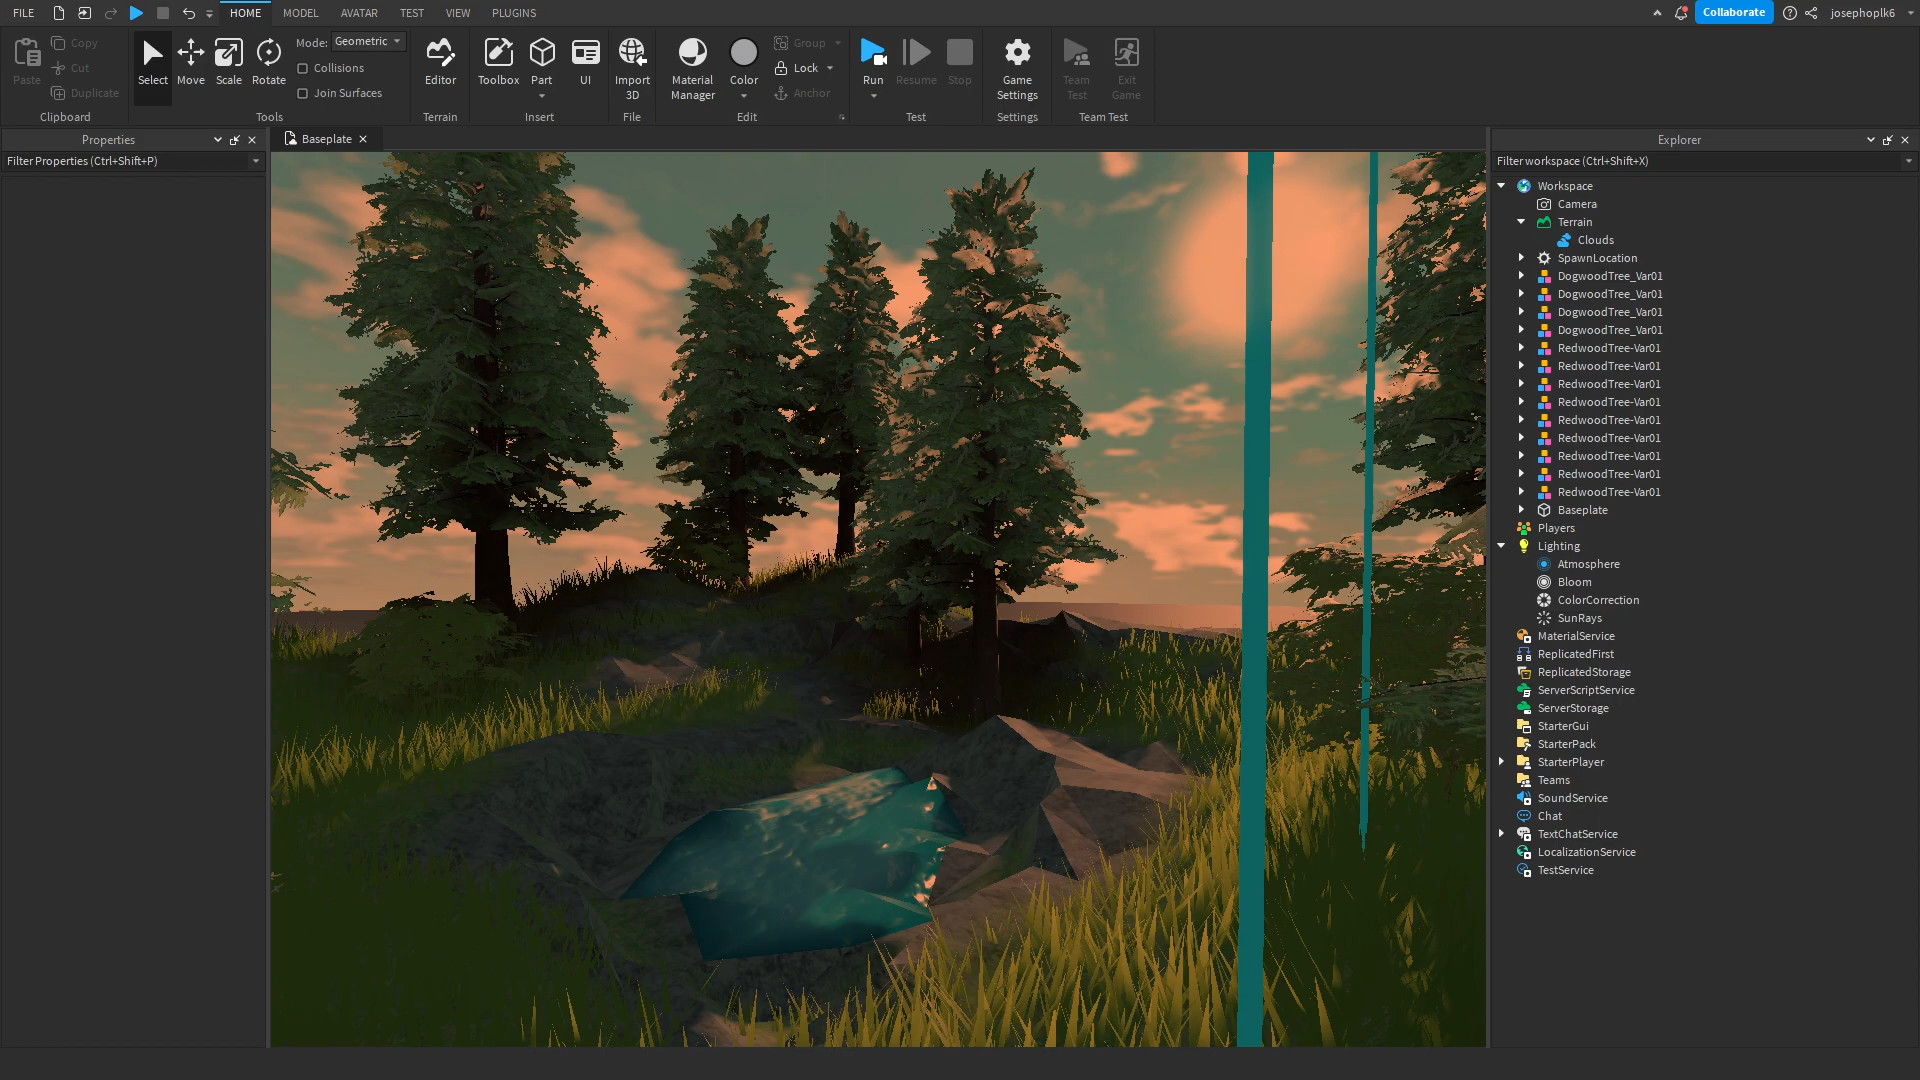 FILE
HOME
MODEL
AVATAR
TEST
VIEW
PLUGINS
Collaborate
josephoplk6
Paste
Copy
Cut
Duplicate
Clipboard
Select
Move
Scale
Rotate
Mode: Geometric
Collisions
Join Surfaces
Tools
Editor
Terrain
Toolbox
Part
UI
Insert
Import
3D
File
Material
Manager
Color
Group
Lock
Anchor
Edit
Run
Resume
Stop
Test
Game
Settings
Settings
Team
Test
Exit
Game
Team Test
Properties
Filter Properties (Ctrl+Shift+P)
Baseplate
Explorer
Filter workspace (Ctrl+Shift+X)
Workspace
Camera
Terrain
Clouds
SpawnLocation
DogwoodTree_Var01
DogwoodTree_Var01
DogwoodTree_Var01
DogwoodTree_Var01
RedwoodTree-Var01
RedwoodTree-Var01
RedwoodTree-Var01
RedwoodTree-Var01
RedwoodTree-Var01
RedwoodTree-Var01
RedwoodTree-Var01
RedwoodTree-Var01
RedwoodTree-Var01
Baseplate
Players
Lighting
Atmosphere
Bloom
ColorCorrection
SunRays
MaterialService
ReplicatedFirst
ReplicatedStorage
ServerScriptService
ServerStorage
StarterGui
StarterPack
StarterPlayer
Teams
SoundService
Chat
TextChatService
LocalizationService
TestService